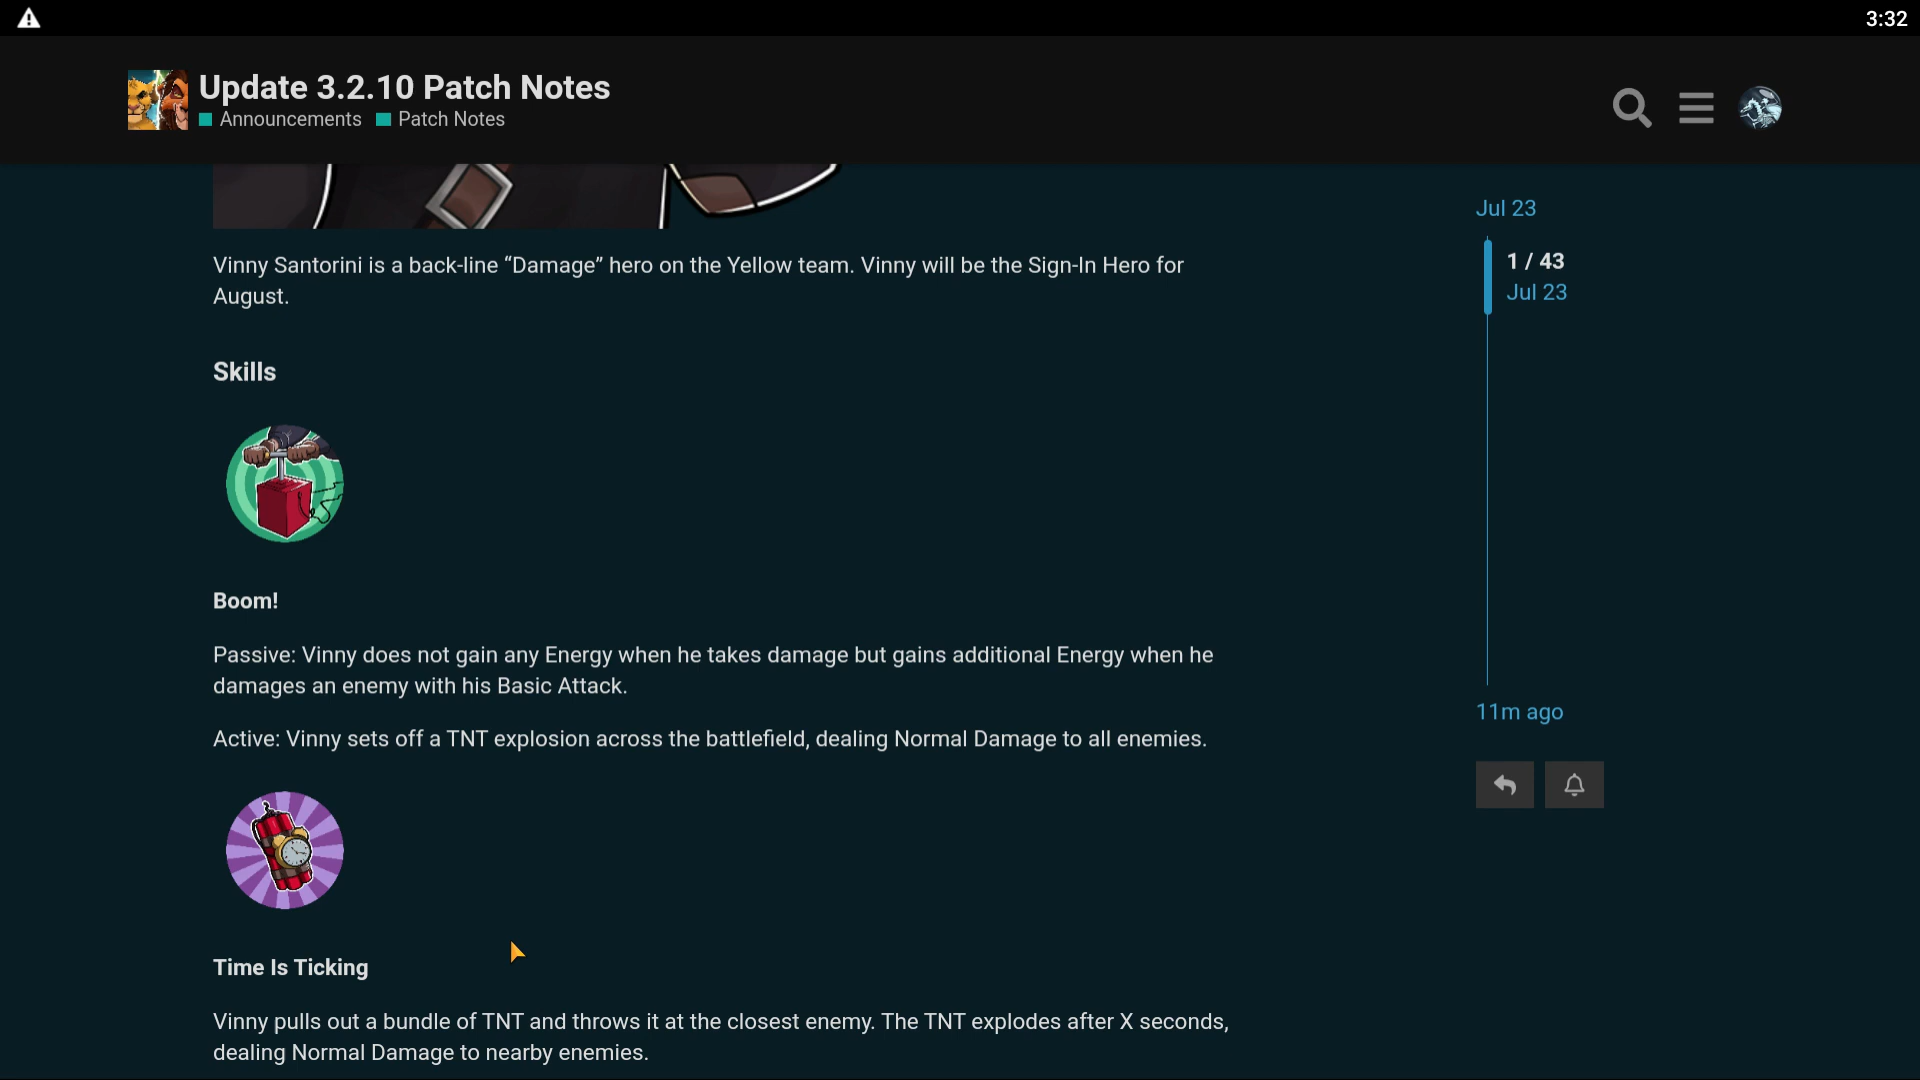 3:32
Update 3.2.10 Patch Notes
Announcements Patch Notes
Jul 23
1 / 43
Jul 23
11m ago
Vinny Santorini is a back-line “Damage” hero on the Yellow team. Vinny will be the Sign-In Hero for
August.
Skills
Boom!
Passive: Vinny does not gain any Energy when he takes damage but gains additional Energy when he
damages an enemy with his Basic Attack.
Active: Vinny sets off a TNT explosion across the battlefield, dealing Normal Damage to all enemies.
Time Is Ticking
Vinny pulls out a bundle of TNT and throws it at the closest enemy. The TNT explodes after X seconds,
dealing Normal Damage to nearby enemies.